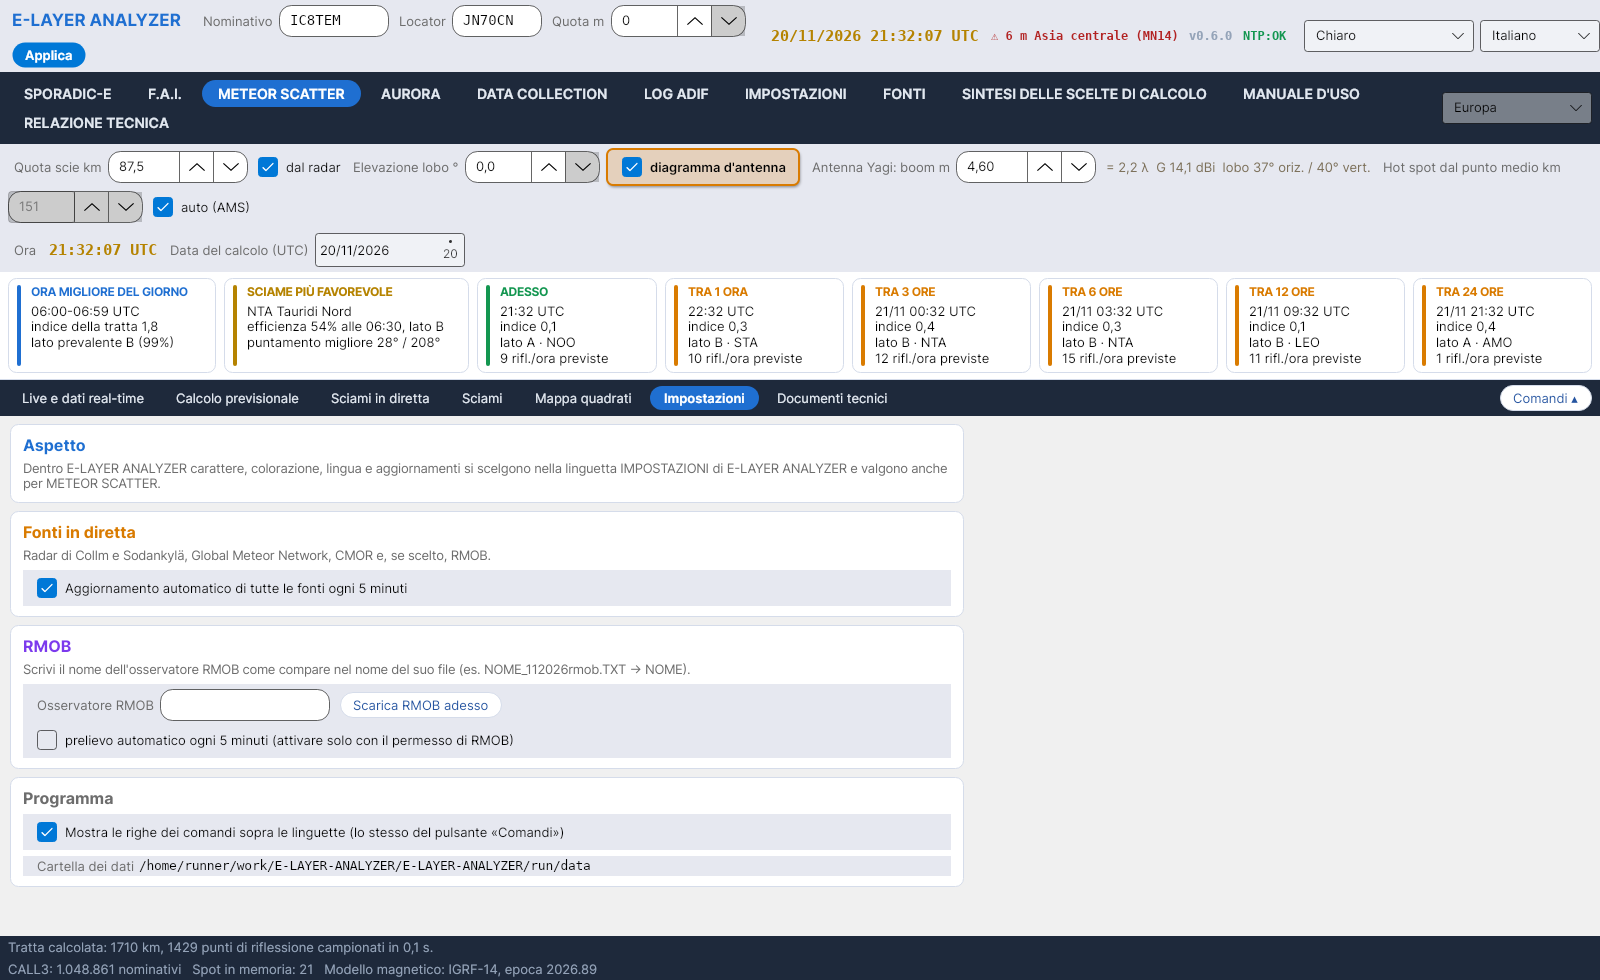 E-LAYER ANALYZER Nominativo IC8TEM Locator JN70CN Quota m 0
20/11/2026 21:32:07 UTC ⚠ 6 m Asia centrale (MN14) v0.6.0 NTP:OK Chiaro Italiano
Applica
SPORADIC-E F.A.I. METEOR SCATTER AURORA DATA COLLECTION LOG ADIF IMPOSTAZIONI FONTI SINTESI DELLE SCELTE DI CALCOLO MANUALE D'USO
RELAZIONE TECNICA
Europa
Quota scie km 87,5 dal radar Elevazione lobo ° 0,0 diagramma d'antenna Antenna Yagi: boom m 4,60 = 2,2 λ G 14,1 dBi lobo 37° oriz. / 40° vert. Hot spot dal punto medio km
151 auto (AMS)
Ora 21:32:07 UTC Data del calcolo (UTC) 20/11/2026 20
ORA MIGLIORE DEL GIORNO
06:00-06:59 UTC
indice della tratta 1,8
lato prevalente B (99%)
SCIAME PIÙ FAVOREVOLE
NTA Tauridi Nord
efficienza 54% alle 06:30, lato B
puntamento migliore 28° / 208°
ADESSO
21:32 UTC
indice 0,1
lato A · NOO
9 rifl./ora previste
TRA 1 ORA
22:32 UTC
indice 0,3
lato B · STA
10 rifl./ora previste
TRA 3 ORE
21/11 00:32 UTC
indice 0,4
lato B · NTA
12 rifl./ora previste
TRA 6 ORE
21/11 03:32 UTC
indice 0,3
lato B · NTA
15 rifl./ora previste
TRA 12 ORE
21/11 09:32 UTC
indice 0,1
lato B · LEO
11 rifl./ora previste
TRA 24 ORE
21/11 21:32 UTC
indice 0,4
lato A · AMO
1 rifl./ora previste
Live e dati real-time Calcolo previsionale Sciami in diretta Sciami Mappa quadrati Impostazioni Documenti tecnici Comandi ▴
Aspetto
Dentro E-LAYER ANALYZER carattere, colorazione, lingua e aggiornamenti si scelgono nella linguetta IMPOSTAZIONI di E-LAYER ANALYZER e valgono anche
per METEOR SCATTER.
Fonti in diretta
Radar di Collm e Sodankylä, Global Meteor Network, CMOR e, se scelto, RMOB.
Aggiornamento automatico di tutte le fonti ogni 5 minuti
RMOB
Scrivi il nome dell'osservatore RMOB come compare nel nome del suo file (es. NOME_112026rmob.TXT → NOME).
Osservatore RMOB Scarica RMOB adesso
prelievo automatico ogni 5 minuti (attivare solo con il permesso di RMOB)
Programma
Mostra le righe dei comandi sopra le linguette (lo stesso del pulsante «Comandi»)
Cartella dei dati /home/runner/work/E-LAYER-ANALYZER/E-LAYER-ANALYZER/run/data
Tratta calcolata: 1710 km, 1429 punti di riflessione campionati in 0,1 s.
CALL3: 1.048.861 nominativi Spot in memoria: 21 Modello magnetico: IGRF-14, epoca 2026.89